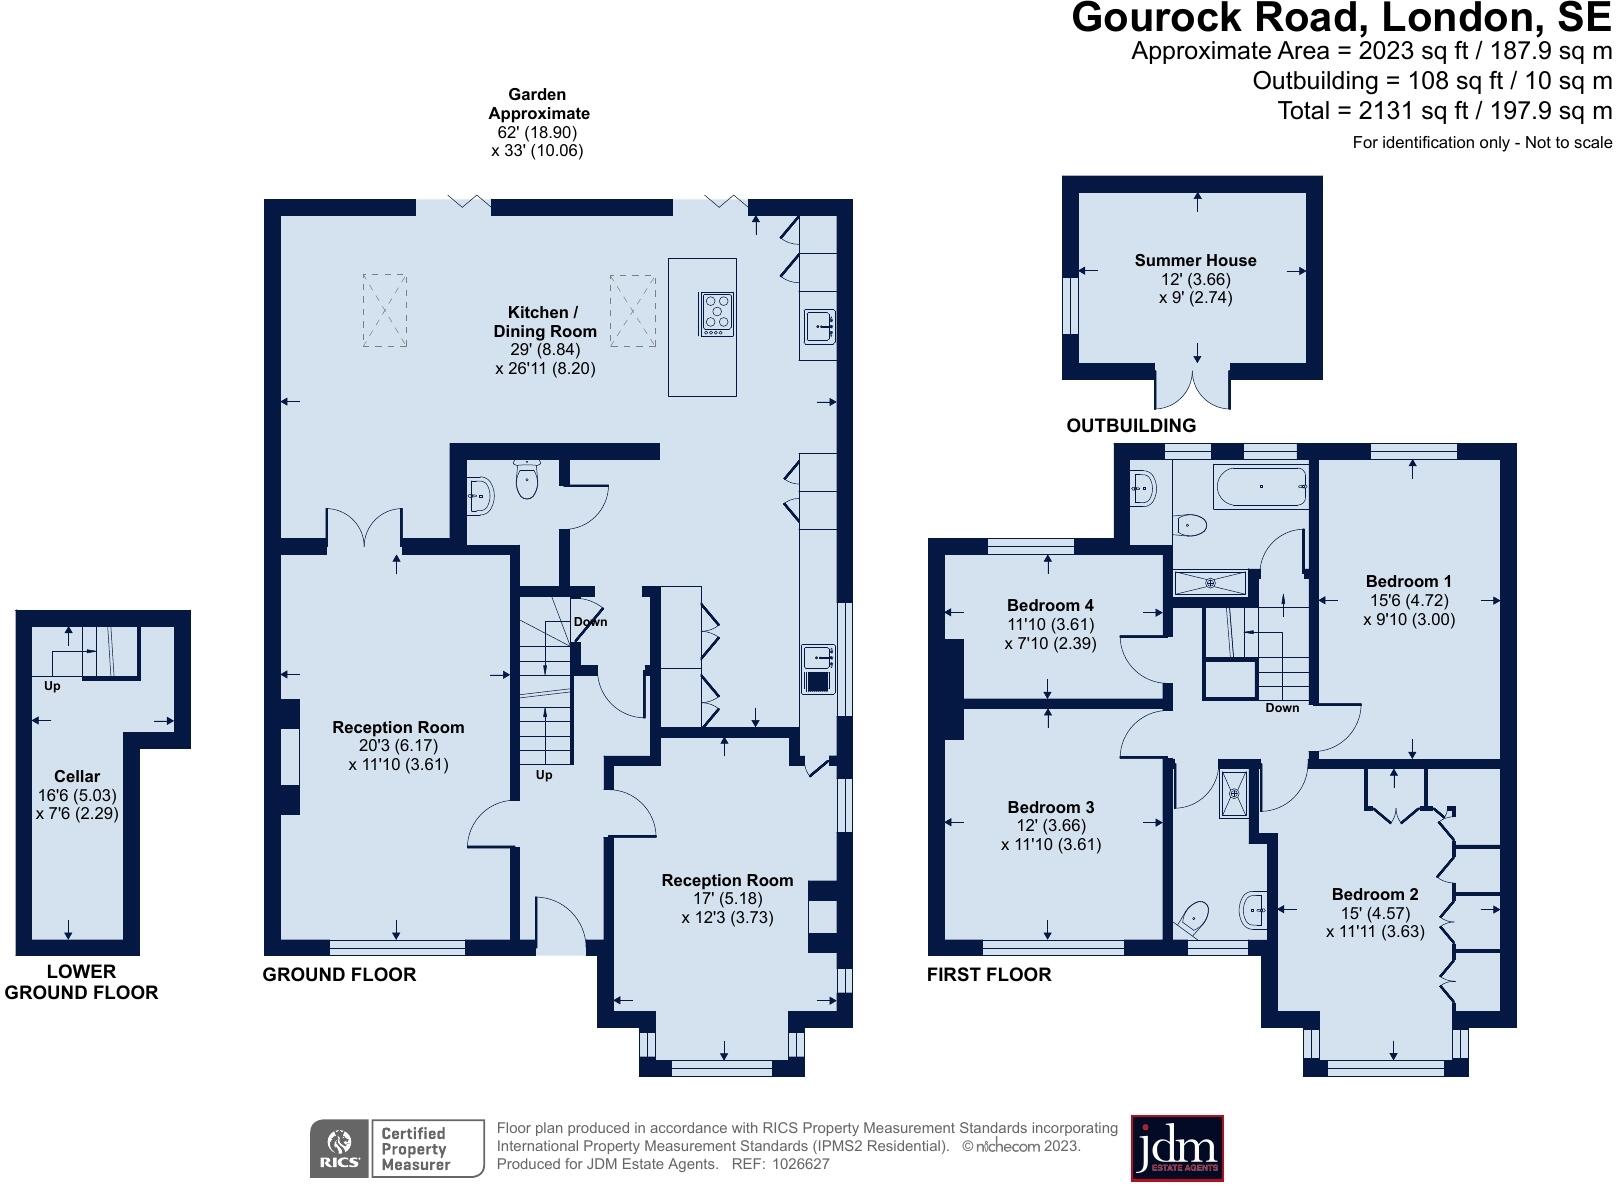 Gourock Road, London, SE
Approximate Area = 2023 sq ft / 187.9 sq m
Outbuilding = 108 sq ft / 10 sq m
Total = 2131 sq ft / 197.9 sq m
For identification only - Not to scale
Garden
Approximate
62' (18.90)
x 33' (10.06)
Kitchen /
Dining Room
29' (8.84)
x 26'11 (8.20)
Summer House
12' (3.66)
x 9' (2.74)
OUTBUILDING
Up
Cellar
16'6 (5.03)
x 7'6 (2.29)
LOWER
GROUND FLOOR
Down
Reception Room
20'3 (6.17)
x 11'10 (3.61)
Up
Reception Room
17' (5.18)
x 12'3 (3.73)
GROUND FLOOR
Bedroom 4
11'10 (3.61)
x 7'10 (2.39)
Bedroom 1
15'6 (4.72)
x 9'10 (3.00)
Down
Bedroom 3
12' (3.66)
x 11'10 (3.61)
Bedroom 2
15' (4.57)
x 11'11 (3.63)
FIRST FLOOR
RICS
Certified
Property
Measurer
Floor plan produced in accordance with RICS Property Measurement Standards incorporating
International Property Measurement Standards (IPMS2 Residential). © nichecom 2023.
Produced for JDM Estate Agents. REF: 1026627
jdm
ESTATE AGENTS